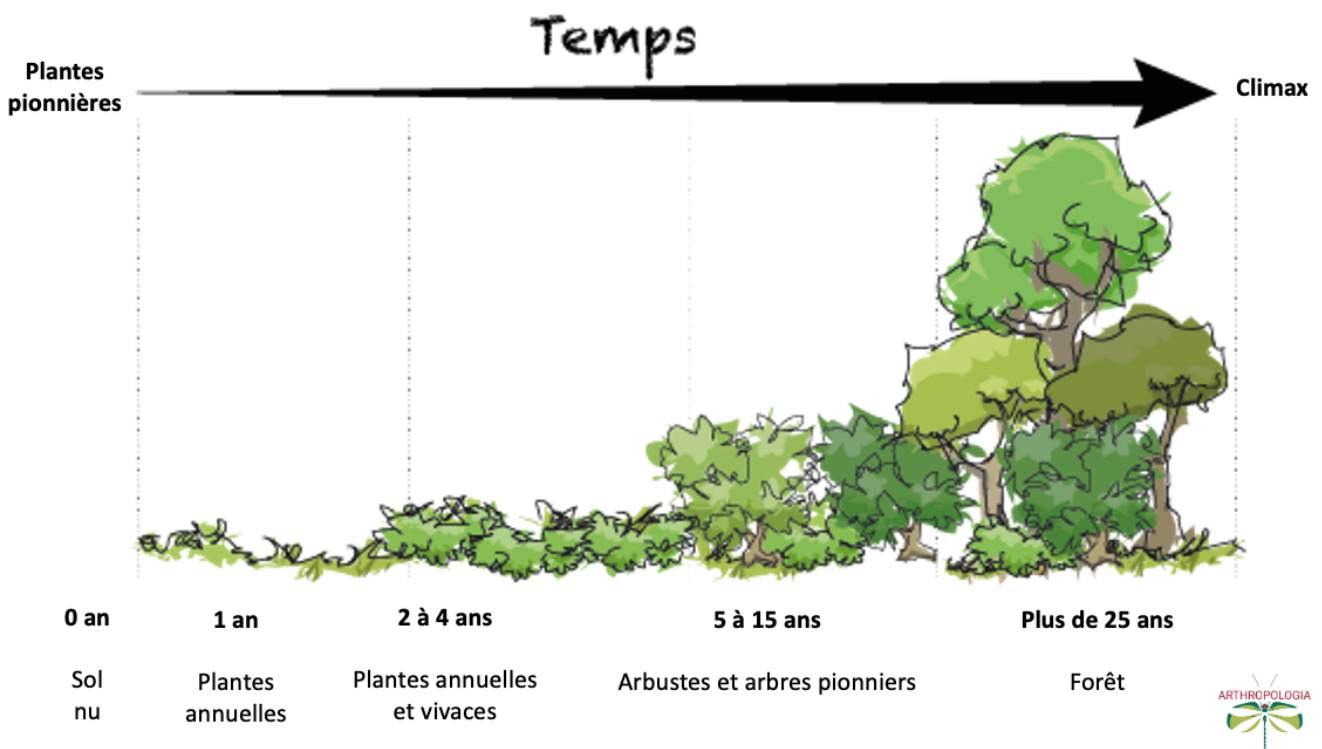 Temps
Plantes
pionnières
Climax
0 an
1 an
2 à 4 ans
5 à 15 ans
Plus de 25 ans
Sol
nu
Plantes
annuelles
Plantes annuelles
et vivaces
Arbustes et arbres pionniers
Forêt
ARTHROPOLOGIA